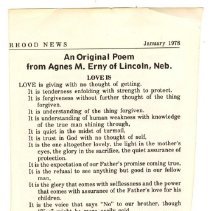 RHOOD NEWS January 1978
An Original Poem
from Agnes M. Erny of Lincoln, Neb.
LOVE IS
LOVE is giving with no thought of getting.
It is tenderness enfolding with strength to protect.
It is forgiveness without further thought of the thing
forgiven.
It is understanding of the thing forgiven.
It is understanding of human weakness with knowledge
of the true man shining through.
It is quiet in the midst of turmoil.
It is trust in God with no thought of self.
It is the one altogether lovely, the light in the mother's
eyes, the glory in the sacrifice, the quiet assurance of
protection.
It is the expectation of our Father's promise coming true.
It is the refusal to see anything but good in our fellow
man.
It is the glory that comes with selflessness and the power
that comes with assurance of the Father's love for his
children.
It is the voice that says "No" to our brother, though